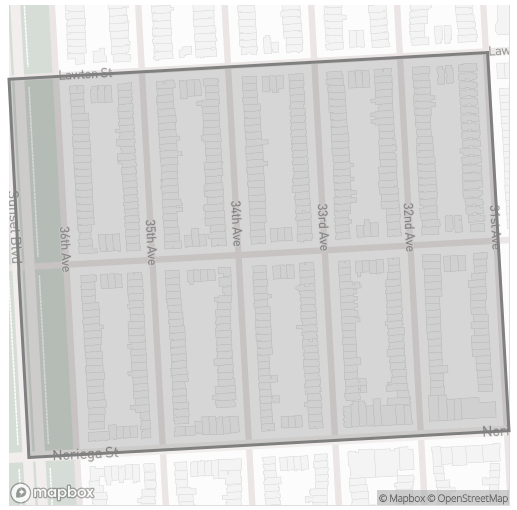 Lawton St
Law
Sunset Blvd
36th Ave
35th Ave
34th Ave
33rd Ave
32nd Ave
31st Ave
Noriega St
Nori
mapbox
© Mapbox © OpenStreetMap